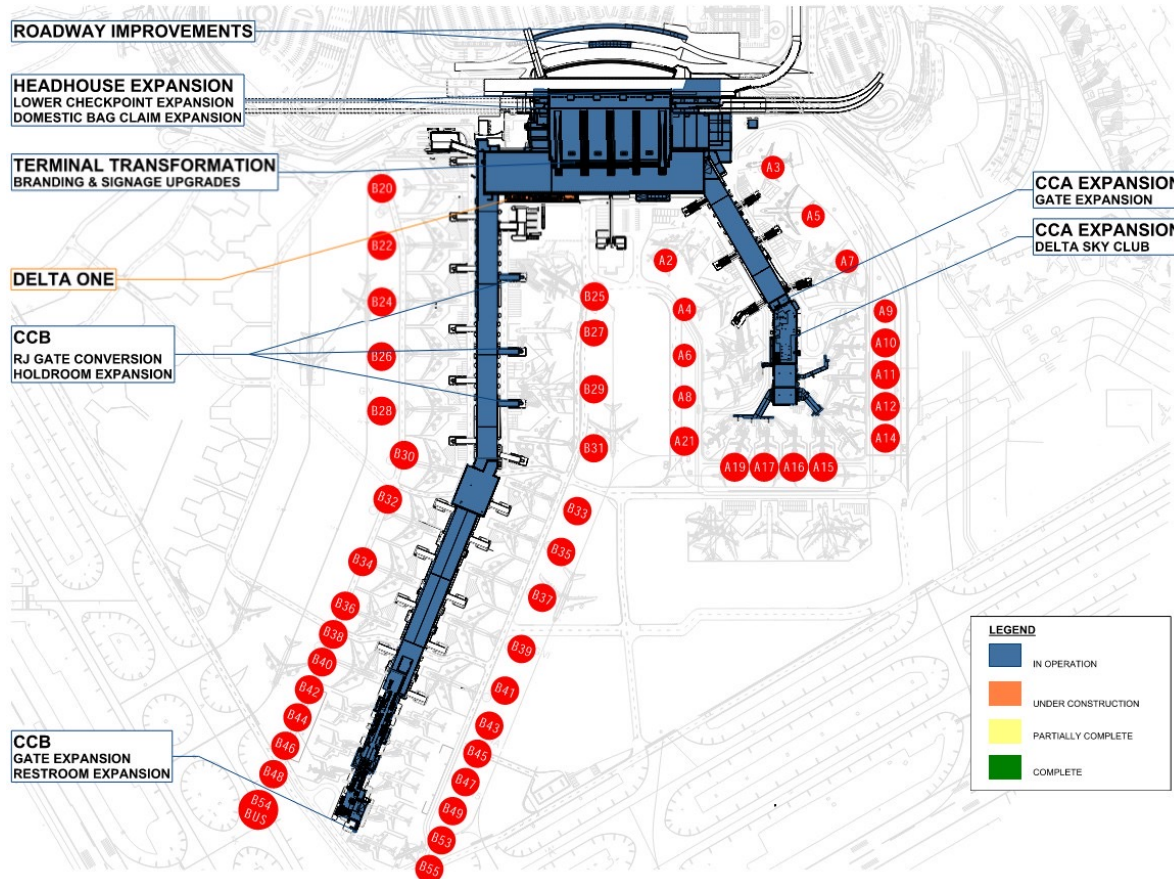 ROADWAY IMPROVEMENTS
HEADHOUSE EXPANSION
LOWER CHECKPOINT EXPANSION
DOMESTIC BAG CLAIM EXPANSION
TERMINAL TRANSFORMATION
BRANDING & SIGNAGE UPGRADES
DELTA ONE
CCB
RJ GATE CONVERSION
HOLDROOM EXPANSION
CCB
GATE EXPANSION
RESTROOM EXPANSION
CCA EXPANSION
GATE EXPANSION
CCA EXPANSION
DELTA SKY CLUB
B20
B22
B24
B26
B28
B30
B32
B34
B36
B38
B40
B42
B44
B46
B48
B54
BUS
B25
B27
B29
B31
B33
B35
B37
B39
B41
B43
B45
B47
B49
B53
B55
A2
A4
A6
A8
A21
A19
A17
A16
A15
A3
A5
A7
A9
A10
A11
A12
A14
LEGEND
IN OPERATION
UNDER CONSTRUCTION
PARTIALLY COMPLETE
COMPLETE